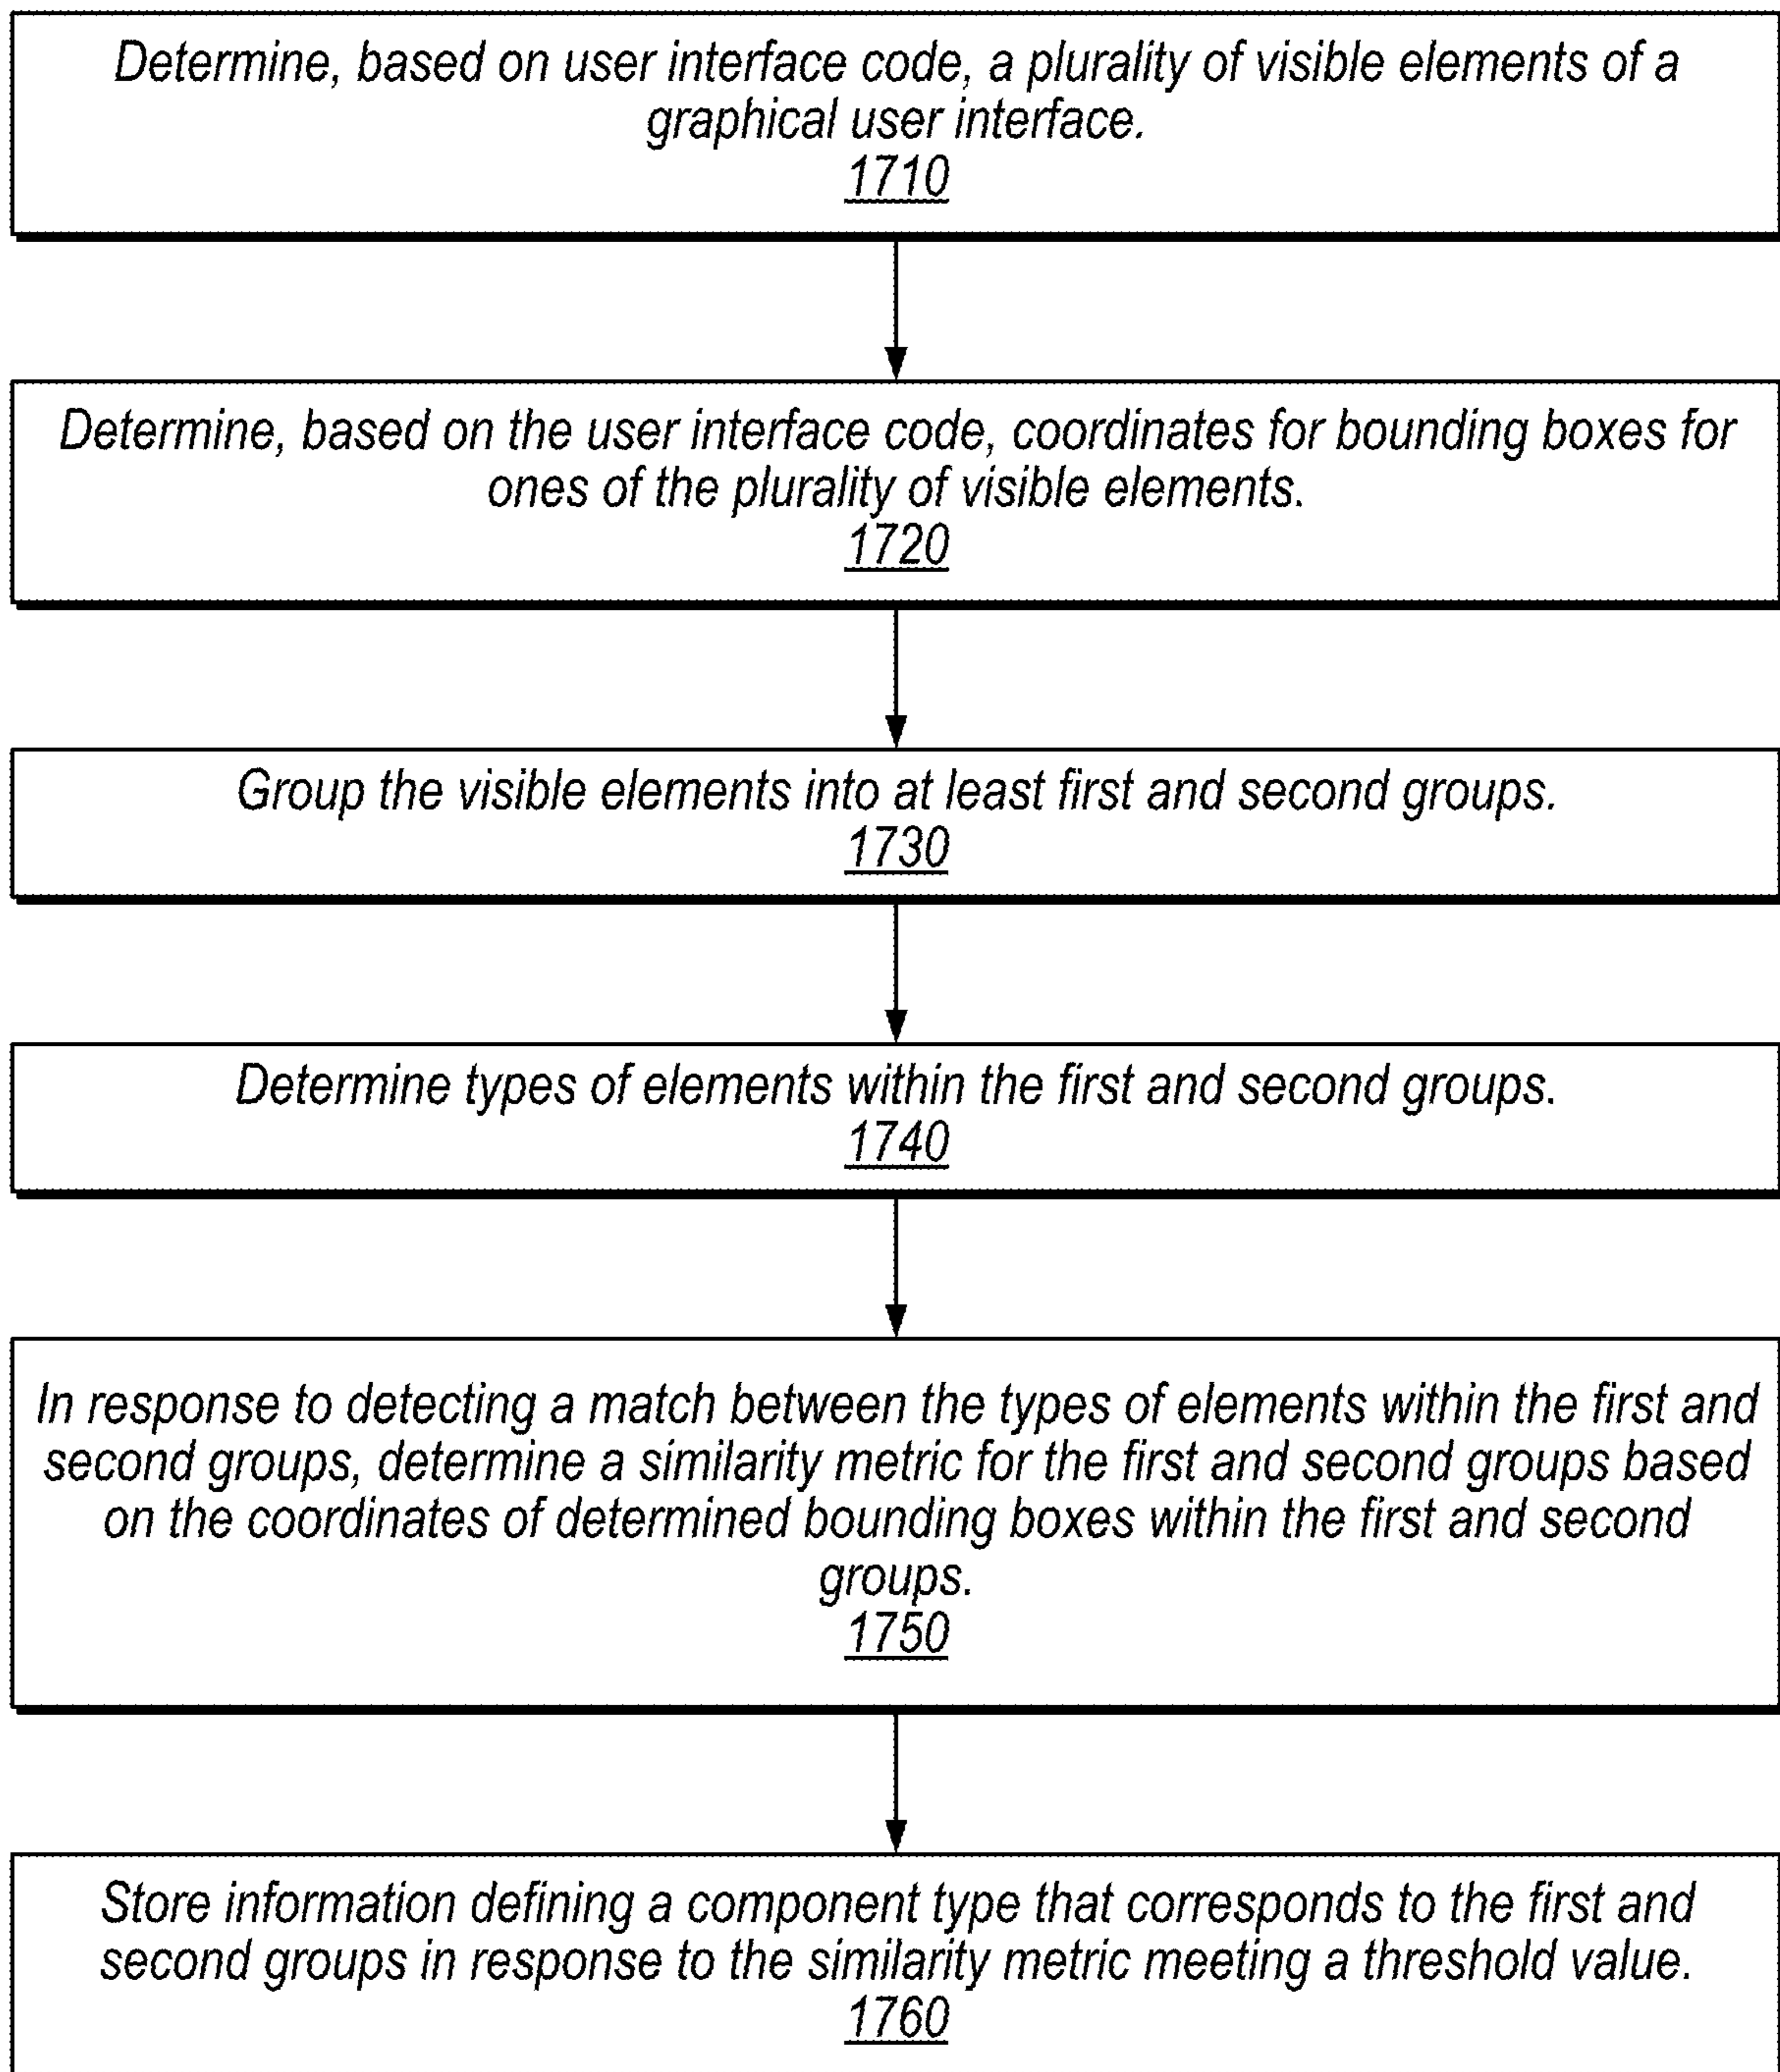 Determine, based on user interface code, a plurality of visible elements of a
graphical user interface.
1710
Determine, based on the user interface code, coordinates for bounding boxes for
ones of the plurality of visible elements.
1720
Group the visible elements into at least first and second groups.
1730
Determine types of elements within the first and second groups.
1740
In response to detecting a match between the types of elements within the first and
second groups, determine a similarity metric for the first and second groups based
on the coordinates of determined bounding boxes within the first and second
groups.
1750
Store information defining a component type that corresponds to the first and
second groups in response to the similarity metric meeting a threshold value.
1760